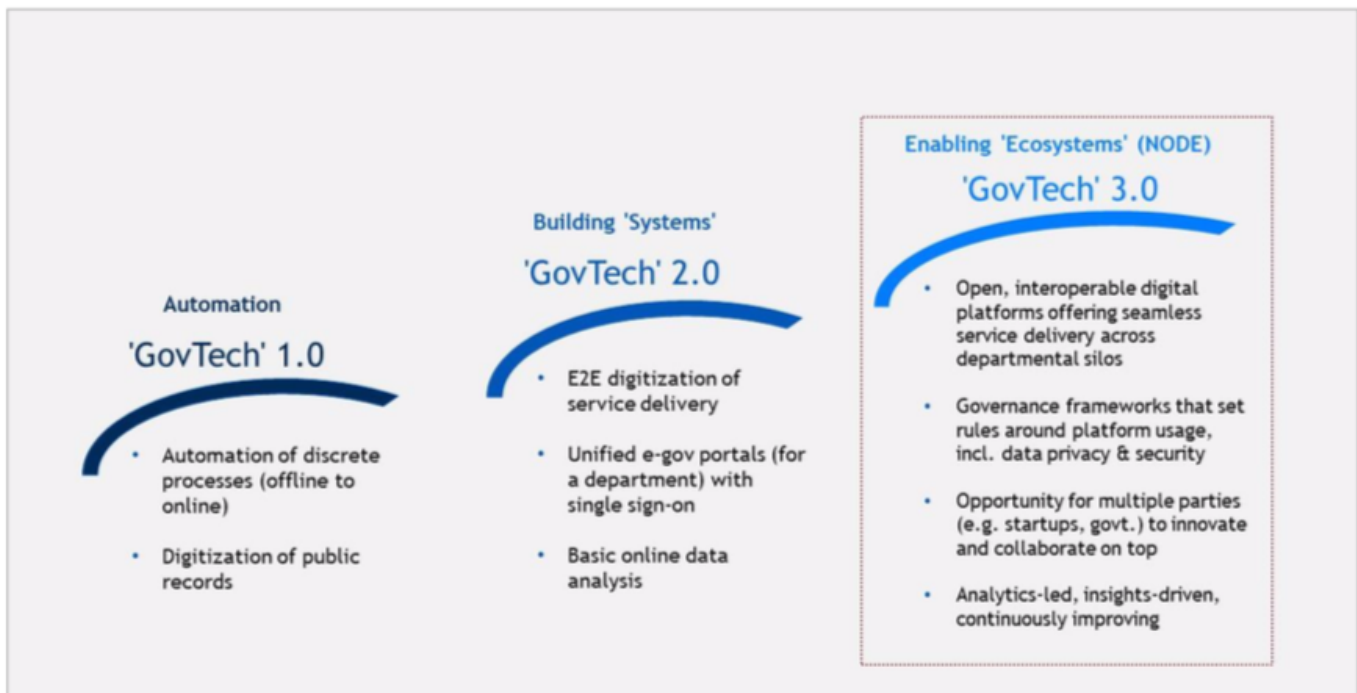 Automation
'GovTech' 1.0
• Automation of discrete
processes (offline to
online)
• Digitization of public
records
Building 'Systems'
'GovTech' 2.0
• E2E digitization of
service delivery
• Unified e-gov portals (for
a department) with
single sign-on
• Basic online data
analysis
Enabling 'Ecosystems' (NODE)
'GovTech' 3.0
• Open, interoperable digital
platforms offering seamless
service delivery across
departmental silos
• Governance frameworks that set
rules around platform usage,
incl. data privacy & security
• Opportunity for multiple parties
(e.g. startups, govt.) to innovate
and collaborate on top
• Analytics-led, insights-driven,
continuously improving